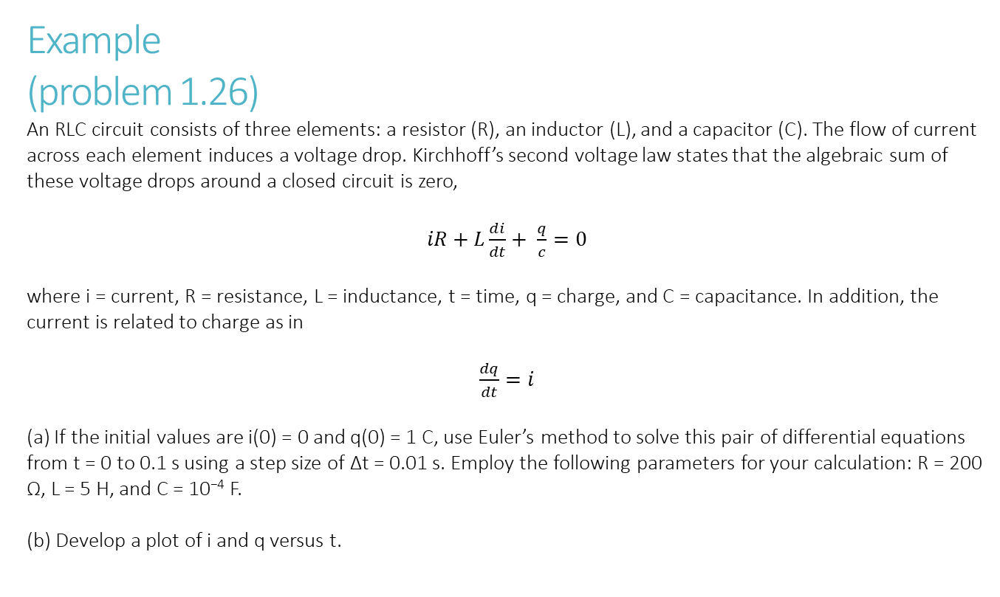 Example
(problem 1.26)
An RLC circuit consists of three elements: a resistor (R), an inductor (L), and a capacitor (C). The flow of current
across each element induces a voltage drop. Kirchhoff’s second voltage law states that the algebraic sum of
these voltage drops around a closed circuit is zero,
iR + L di/dt + q/c = 0
where i = current, R = resistance, L = inductance, t = time, q = charge, and C = capacitance. In addition, the
current is related to charge as in
dq/dt = i
(a) If the initial values are i(0) = 0 and q(0) = 1 C, use Euler’s method to solve this pair of differential equations
from t = 0 to 0.1 s using a step size of Δt = 0.01 s. Employ the following parameters for your calculation: R = 200
Ω, L = 5 H, and C = 10⁻⁴ F.
(b) Develop a plot of i and q versus t.